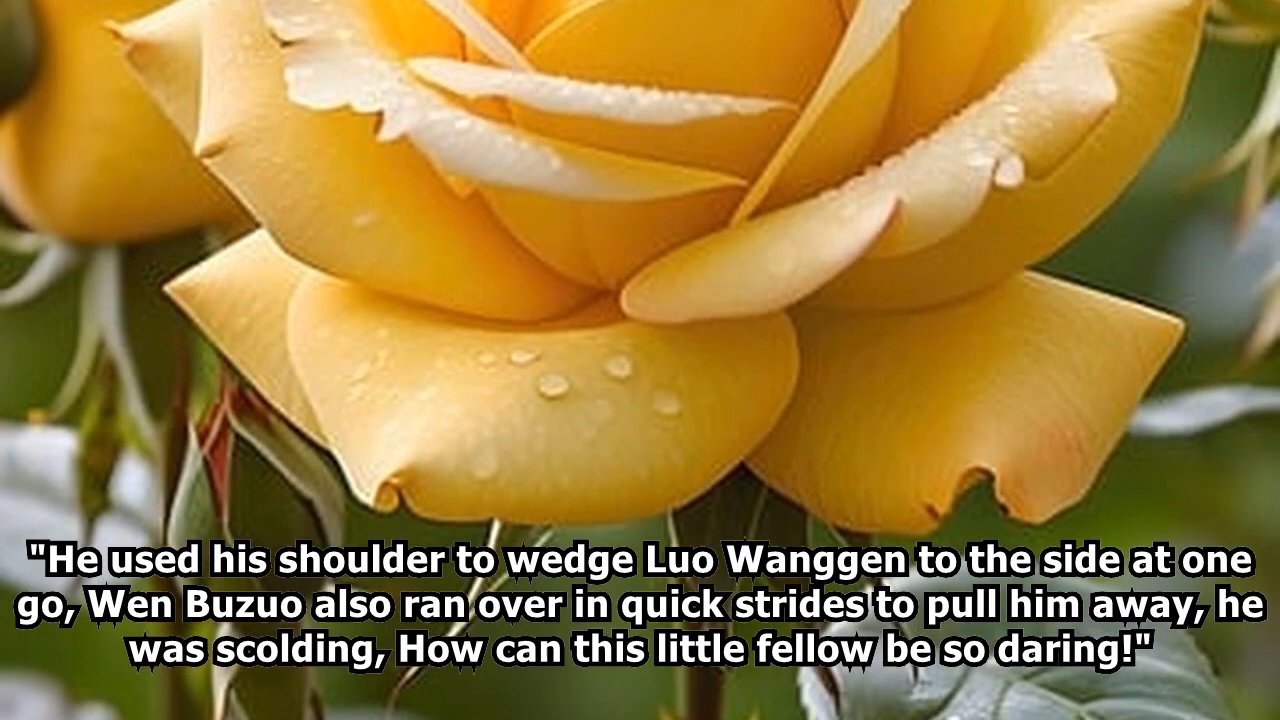 "He used his shoulder to wedge Luo Wanggen to the side at one
go, Wen Buzuo also ran over in quick strides to pull him away, he
was scolding, How can this little fellow be so daring!"